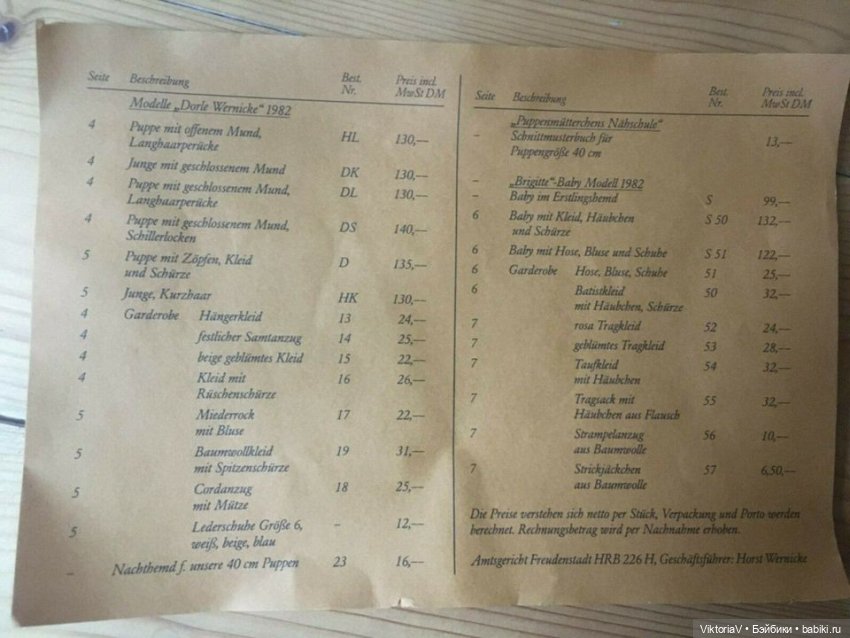 Seite Beschreibung Best. Nr. Preis incl. MwSt DM
Modelle „Dorle Wernicke" 1982
4 Puppe mit offenem Mund, HL 130,—
Langhaarperücke
4 Junge mit geschlossenem Mund DK 130,—
4 Puppe mit geschlossenem Mund, DL 130,—
Langhaarperücke
4 Puppe mit geschlossenem Mund, DS 140,—
Schillerlocken
5 Puppe mit Zöpfen, Kleid D 135,—
und Schürze
5 Junge, Kurzhaar HK 130,—
4 Garderobe Hängerkleid 13 24,—
4 festlicher Samtanzug 14 25,—
4 beige geblümtes Kleid 15 22,—
4 Kleid mit 16 26,—
Rüschenschürze
5 Miederrock 17 22,—
mit Bluse
5 Baumwollkleid 19 31,—
mit Spitzenschürze
5 Cordanzug 18 25,—
mit Mütze
5 Lederschuhe Größe 6, – 12,—
weiß, beige, blau
– Nachthemd f. unsere 40 cm Puppen 23 16,—
Seite Beschreibung Best. Nr. Preis incl. MwSt DM
„Puppenmütterchens Nähschule"
– Schnittmusterbuch für 13,—
Puppengröße 40 cm
– „Brigitte"-Baby Modell 1982
– Baby im Erstlingshemd S 99,—
6 Baby mit Kleid, Häubchen S 50 132,—
und Schürze
6 Baby mit Hose, Bluse und Schuhe S 51 122,—
6 Garderobe Hose, Bluse, Schuhe 51 25,—
6 Batistkleid 50 32,—
mit Häubchen, Schürze
7 rosa Tragkleid 52 24,—
7 geblümtes Tragkleid 53 28,—
7 Taufkleid 54 32,—
mit Häubchen
7 Tragsack mit 55 32,—
Häubchen aus Flausch
7 Strampelanzug 56 10,—
aus Baumwolle
7 Strickjäckchen 57 6,50,—
aus Baumwolle
Die Preise verstehen sich netto per Stück, Verpackung und Porto werden
berechnet. Rechnungsbetrag wird per Nachnahme erhoben.
Amtsgericht Freudenstadt HRB 226 H, Geschäftsführer: Horst Wernicke
ViktoriaV • Бэйбики • babiki.ru